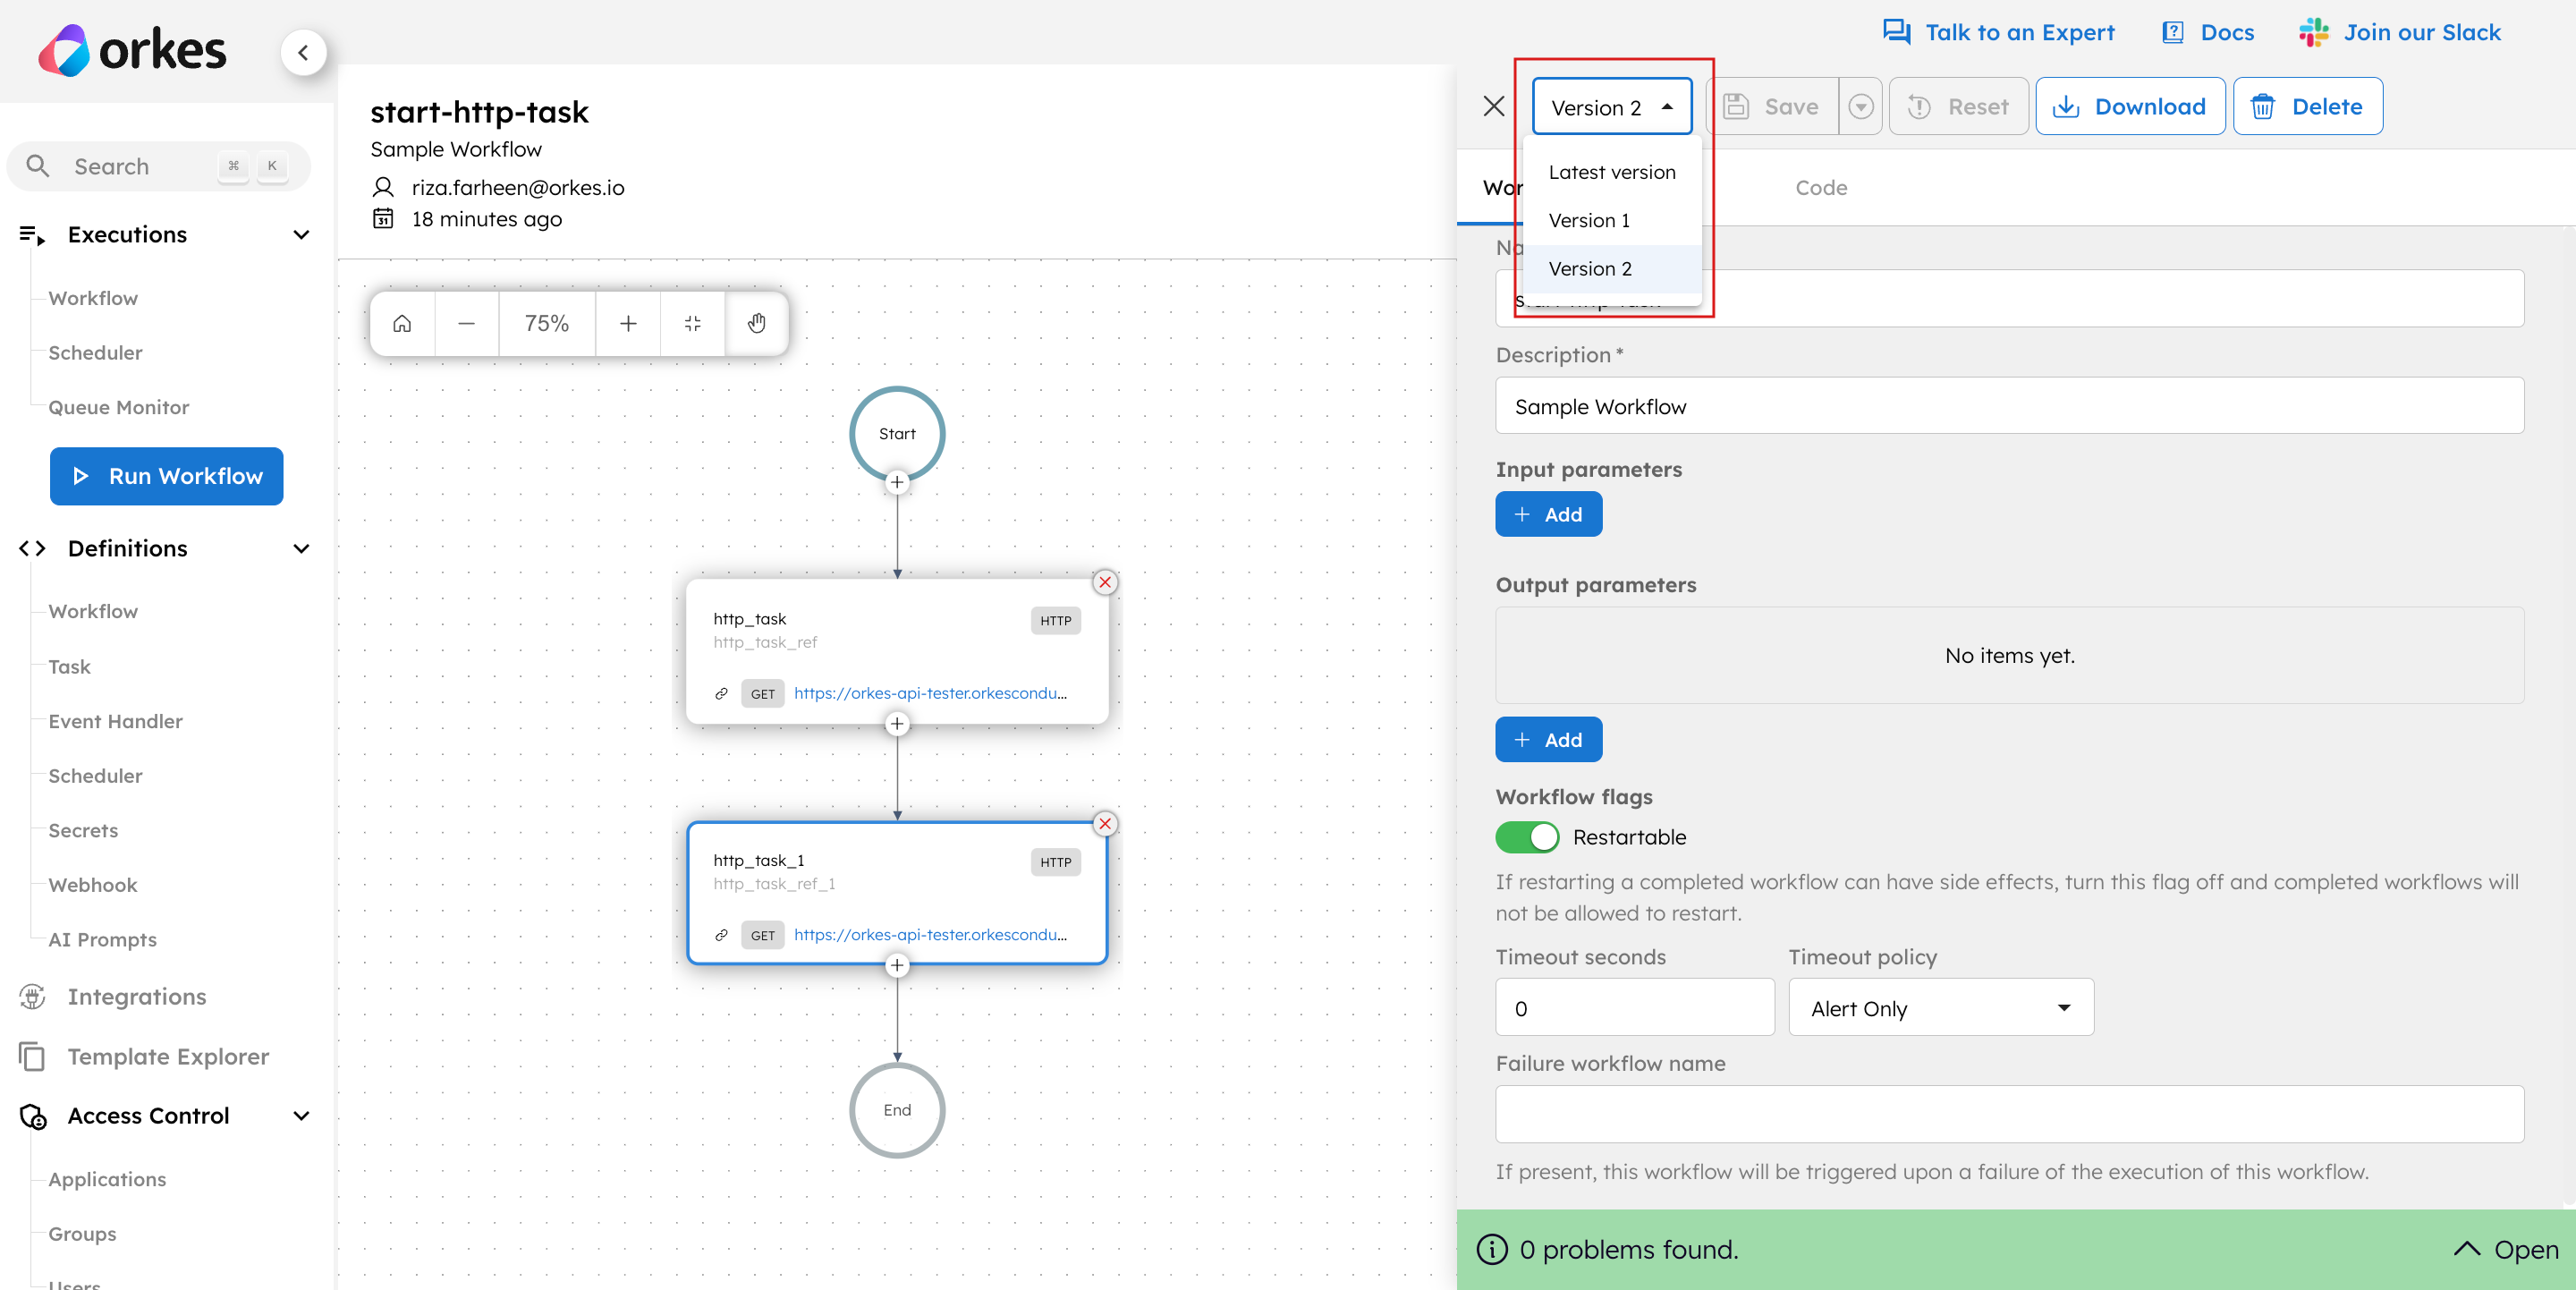 orkes
Talk to an Expert
Docs
Join our Slack
Search
⌘ K
Executions
Workflow
Scheduler
Queue Monitor
Run Workflow
Definitions
Workflow
Task
Event Handler
Scheduler
Secrets
Webhook
AI Prompts
Integrations
Template Explorer
Access Control
Applications
Groups
Users
start-http-task
Sample Workflow
riza.farheen@orkes.io
31
18 minutes ago
75%
Start
http_task
HTTP
http_task_ref
GET https://orkes-api-tester.orkescondu...
http_task_1
HTTP
http_task_ref_1
GET https://orkes-api-tester.orkescondu...
End
Version 2
Save
Reset
Download
Delete
Latest version
Version 1
Version 2
Wor
Code
Na
Description *
Sample Workflow
Input parameters
Add
Output parameters
No items yet.
Add
Workflow flags
Restartable
If restarting a completed workflow can have side effects, turn this flag off and completed workflows will
not be allowed to restart.
Timeout seconds
Timeout policy
0
Alert Only
Failure workflow name
If present, this workflow will be triggered upon a failure of the execution of this workflow.
0 problems found.
Open